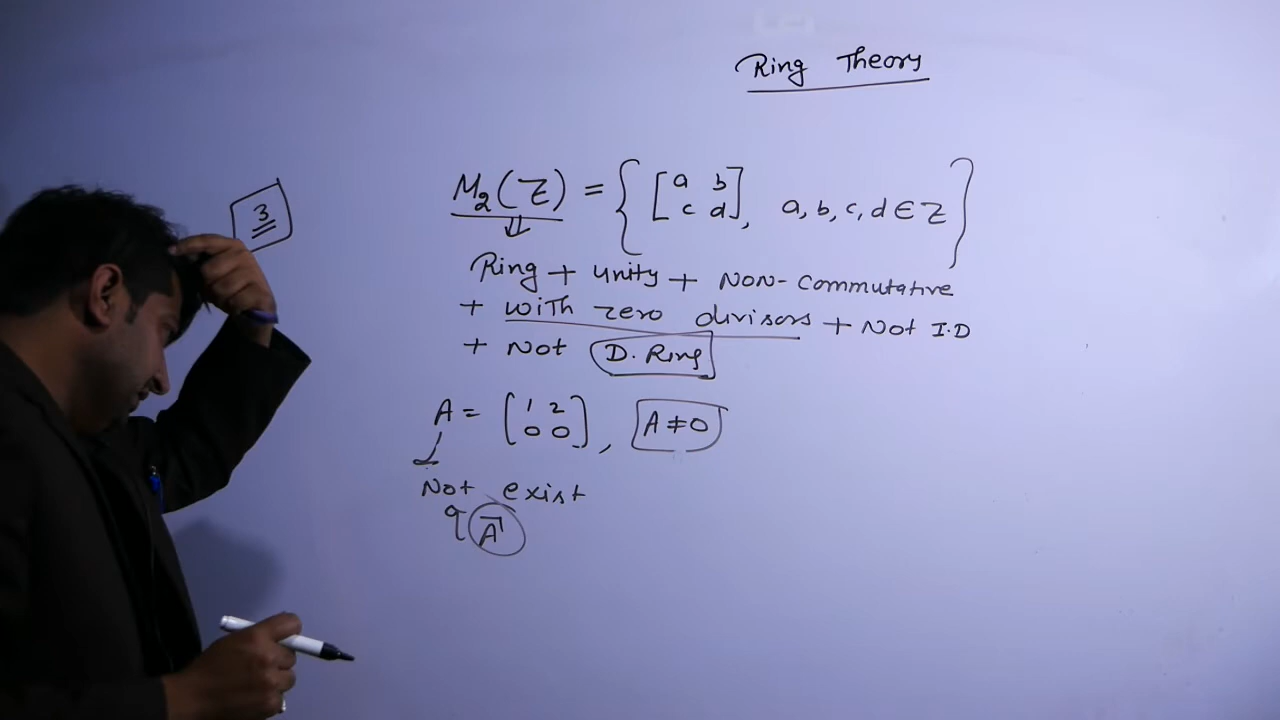 Ring Theory
3
M₂(Z) = { [a b
c d], a, b, c, d ∈ Z }
⇓
Ring + unity + NON-commutative
+ with zero divisors + Not I.D
+ Not D. Ring
A = [1 2
0 0], A ≠ 0
Not exist
A⁻¹